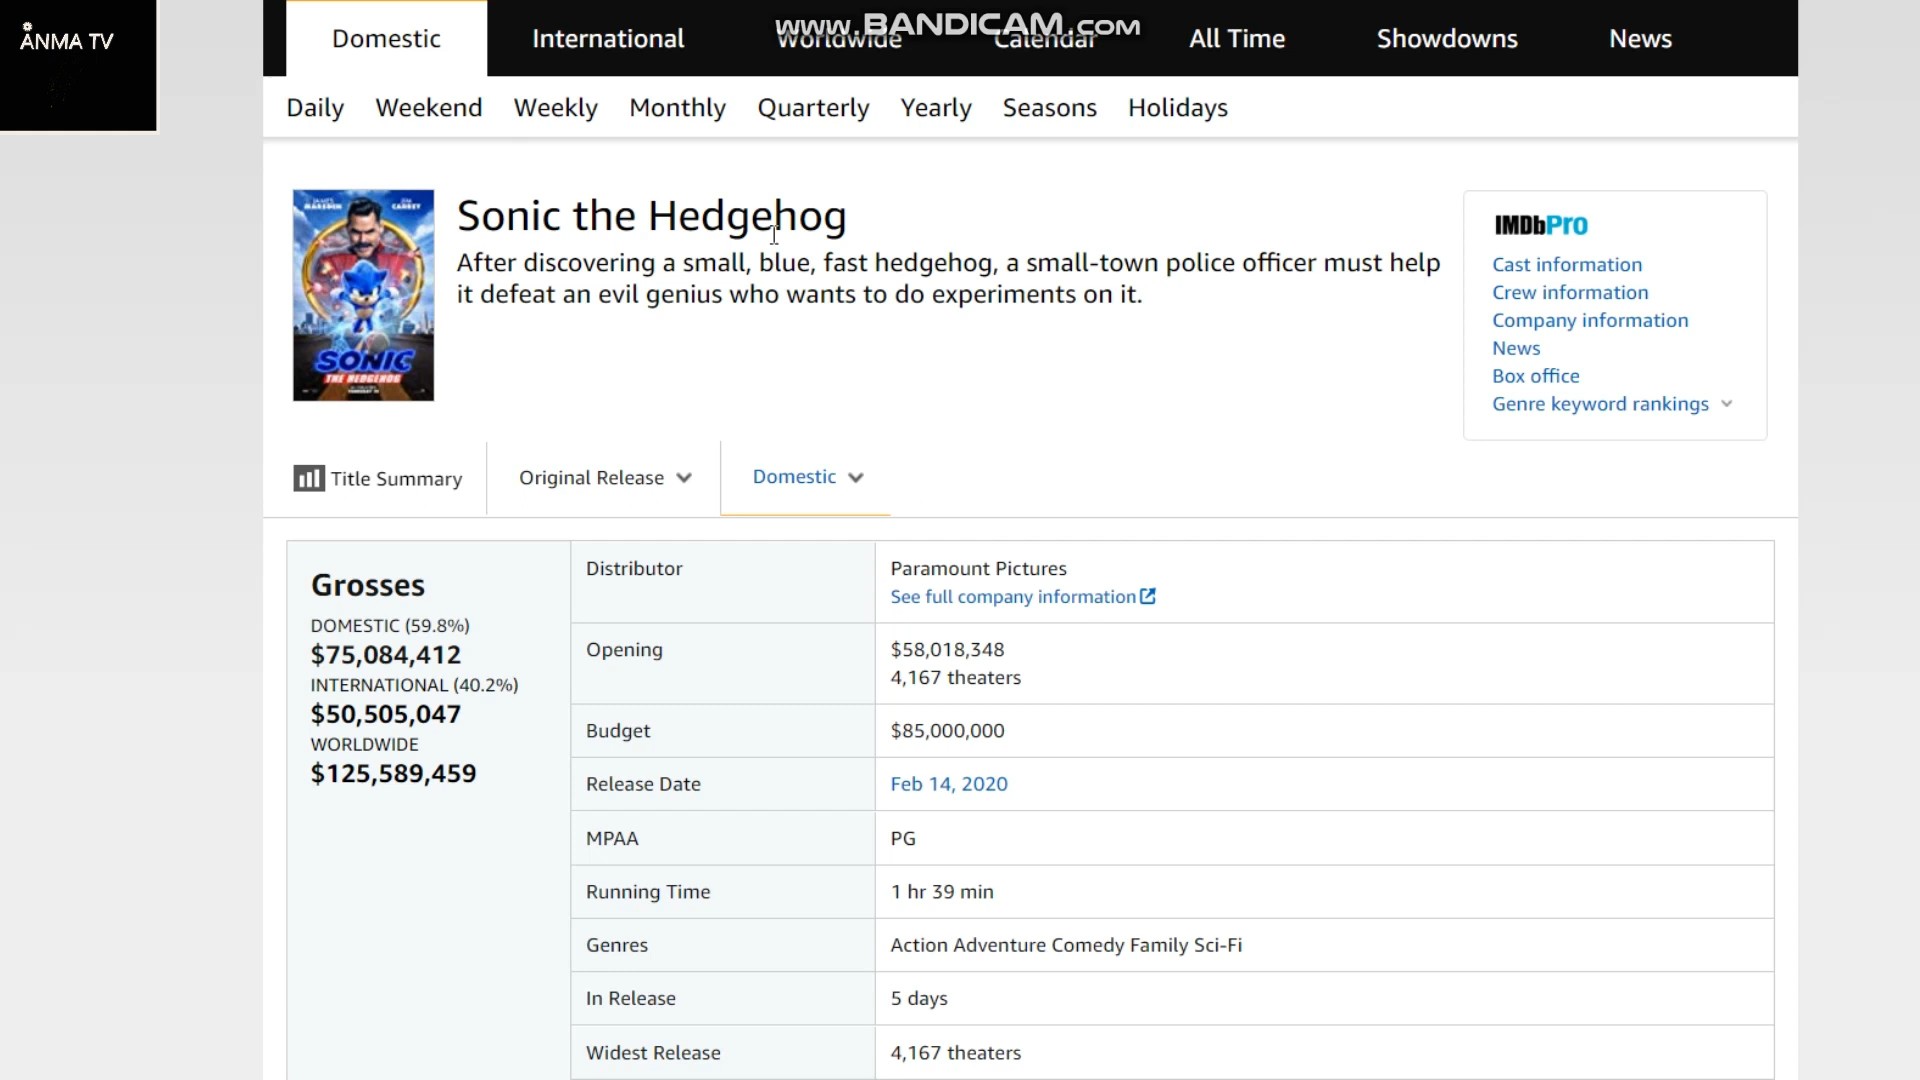 ANMA TV
www.BANDICAM.COM
Domestic International Worldwide Calendar All Time Showdowns News
Daily Weekend Weekly Monthly Quarterly Yearly Seasons Holidays
JAMES MARSDEN JIM CARREY
SONIC
THE HEDGEHOG
Sonic the Hedgehog
After discovering a small, blue, fast hedgehog, a small-town police officer must help
it defeat an evil genius who wants to do experiments on it.
IMDbPro
Cast information
Crew information
Company information
News
Box office
Genre keyword rankings
Title Summary Original Release Domestic
Grosses
DOMESTIC (59.8%)
$75,084,412
INTERNATIONAL (40.2%)
$50,505,047
WORLDWIDE
$125,589,459
Distributor Paramount Pictures
See full company information
Opening $58,018,348
4,167 theaters
Budget $85,000,000
Release Date Feb 14, 2020
MPAA PG
Running Time 1 hr 39 min
Genres Action Adventure Comedy Family Sci-Fi
In Release 5 days
Widest Release 4,167 theaters